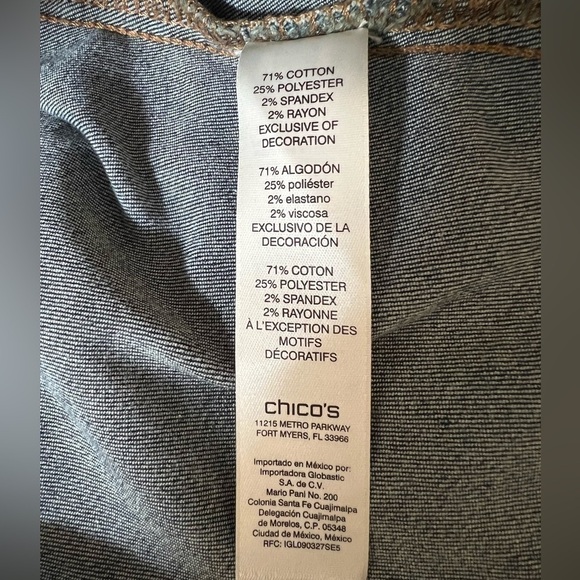 71% COTTON
25% POLYESTER
2% SPANDEX
2% RAYON
EXCLUSIVE OF
DECORATION
71% ALGODÓN
25% poliéster
2% elastano
2% viscosa
EXCLUSIVO DE LA
DECORACIÓN
71% COTON
25% POLYESTER
2% SPANDEX
2% RAYONNE
À L'EXCEPTION DES
MOTIFS
DÉCORATIFS
chico's
11215 METRO PARKWAY
FORT MYERS, FL 33966
Importado en México por:
Importadora Globastic
S.A. de C.V.
Mario Pani No. 200
Colonia Santa Fe Cuajimalpa
Delegación Cuajimalpa
de Morelos, C.P. 05348
Ciudad de México, México
RFC: IGL090327SE5